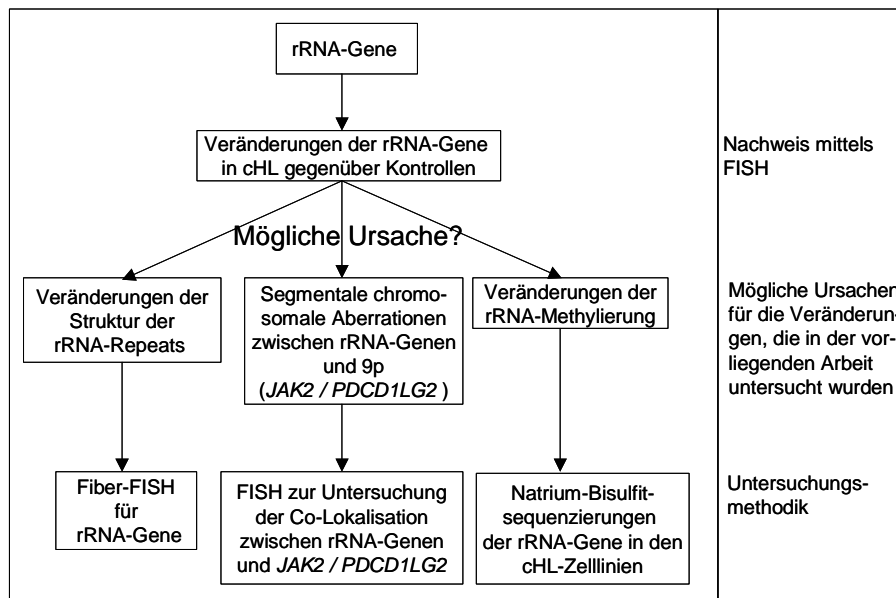 rRNA-Gene
Veränderungen der rRNA-Gene
in cHL gegenüber Kontrollen
Nachweis mittels
FISH
Mögliche Ursache?
Veränderungen der
Struktur der
rRNA-Repeats
Segmentale chromo-
somale Aberrationen
zwischen rRNA-Genen
und 9p
(JAK2 / PDCD1LG2 )
Veränderungen der
rRNA-Methylierung
Mögliche Ursachen
für die Veränderun-
gen, die in der vor-
liegenden Arbeit
untersucht wurden
Fiber-FISH
für
rRNA-Gene
FISH zur Untersuchung
der Co-Lokalisation
zwischen rRNA-Genen
und JAK2 / PDCD1LG2
Natrium-Bisulfit-
sequenzierungen
der rRNA-Gene in den
cHL-Zelllinien
Untersuchungs-
methodik